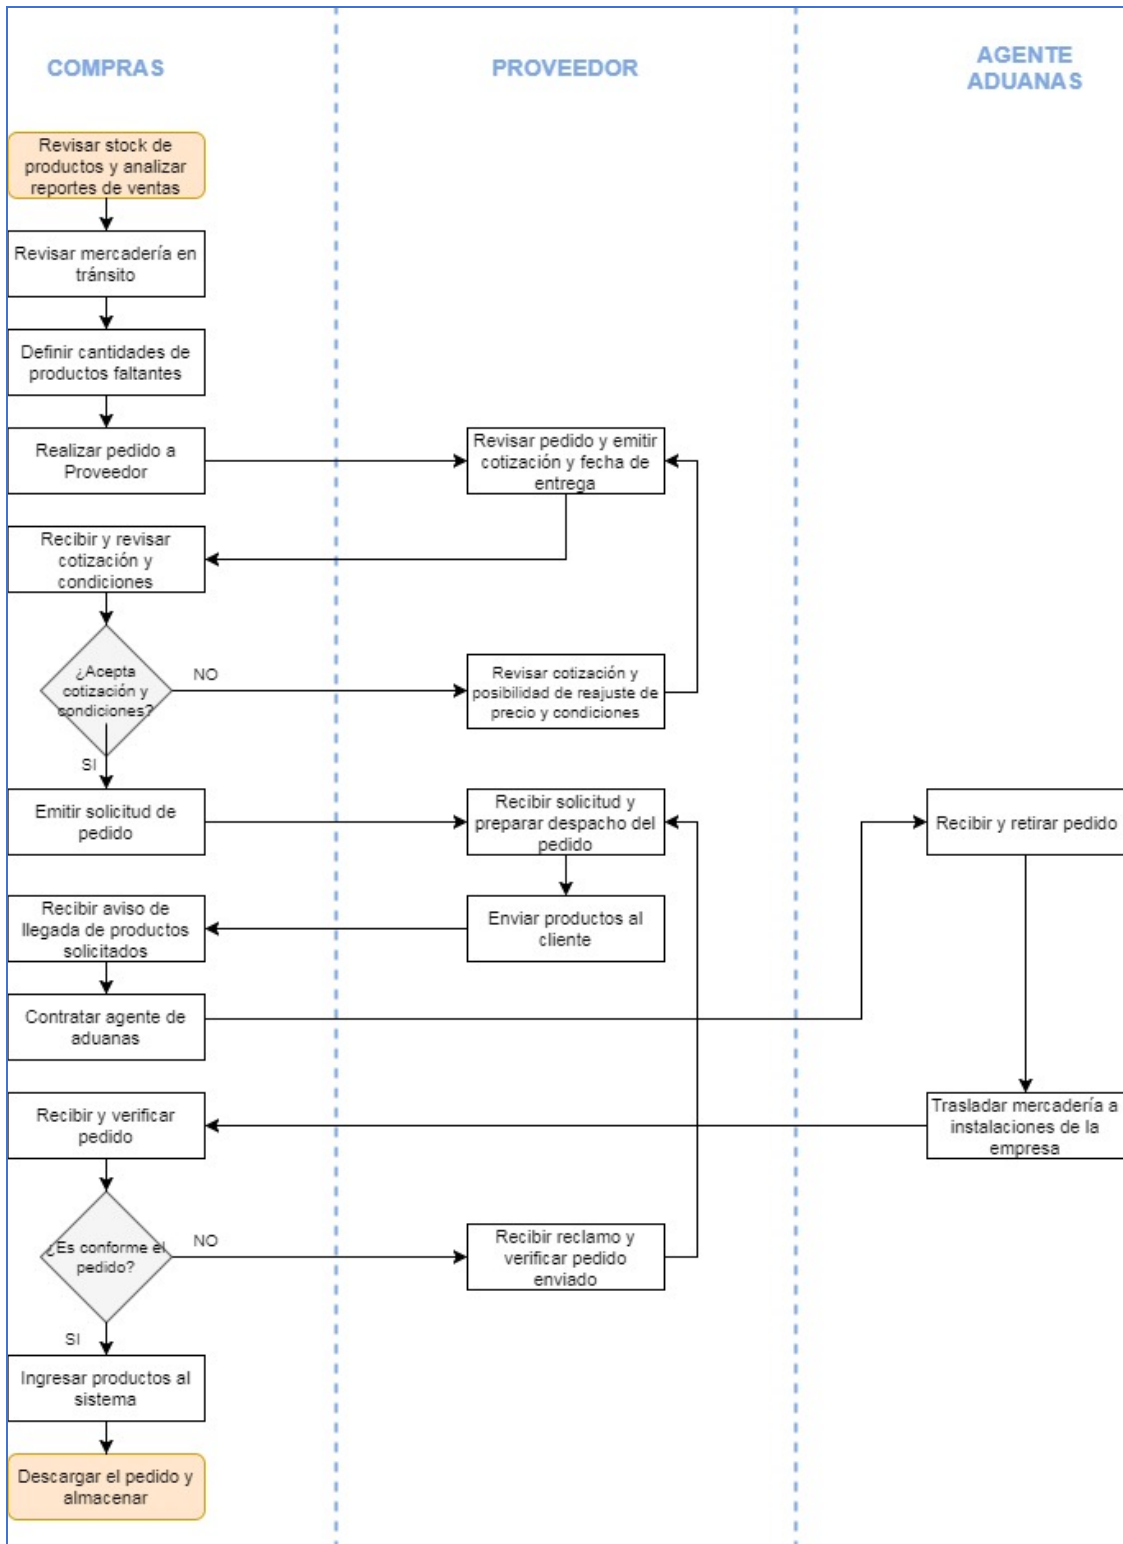 COMPRAS
PROVEEDOR
AGENTE
ADUANAS
Revisar stock de
productos y analizar
reportes de ventas
Revisar mercadería en
tránsito
Definir cantidades de
productos faltantes
Realizar pedido a
Proveedor
Revisar pedido y emitir
cotización y fecha de
entrega
Recibir y revisar
cotización y
condiciones
¿Acepta
cotización y
condiciones?
NO
Revisar cotización y
posibilidad de reajuste de
precio y condiciones
SI
Emitir solicitud de
pedido
Recibir solicitud y
preparar despacho del
pedido
Recibir y retirar pedido
Recibir aviso de
llegada de productos
solicitados
Enviar productos al
cliente
Contratar agente de
aduanas
Recibir y verificar
pedido
Trasladar mercadería a
instalaciones de la
empresa
¿Es conforme el
pedido?
NO
Recibir reclamo y
verificar pedido
enviado
SI
Ingresar productos al
sistema
Descargar el pedido y
almacenar